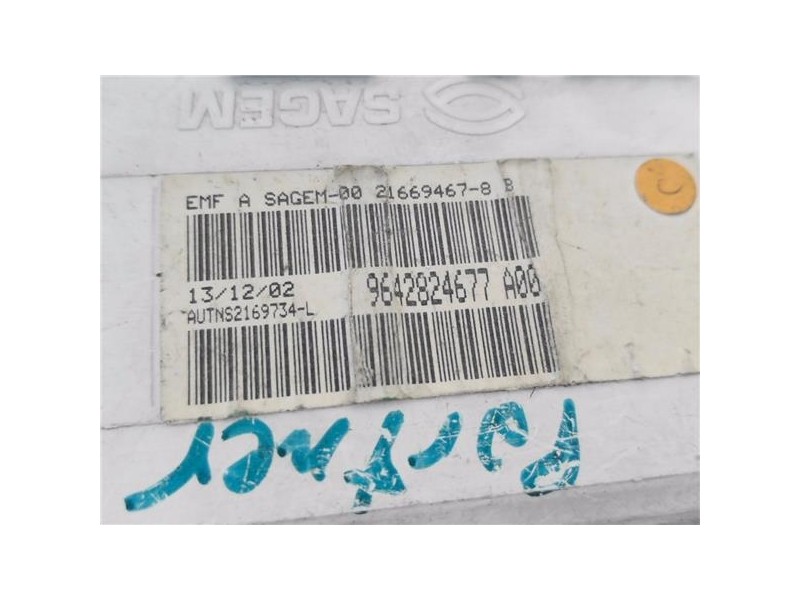 SAGEM
EMF A SAGEM-00 21669467-8 B
13/12/02
9642824677 A00
AUTNS2169734-L
Partner